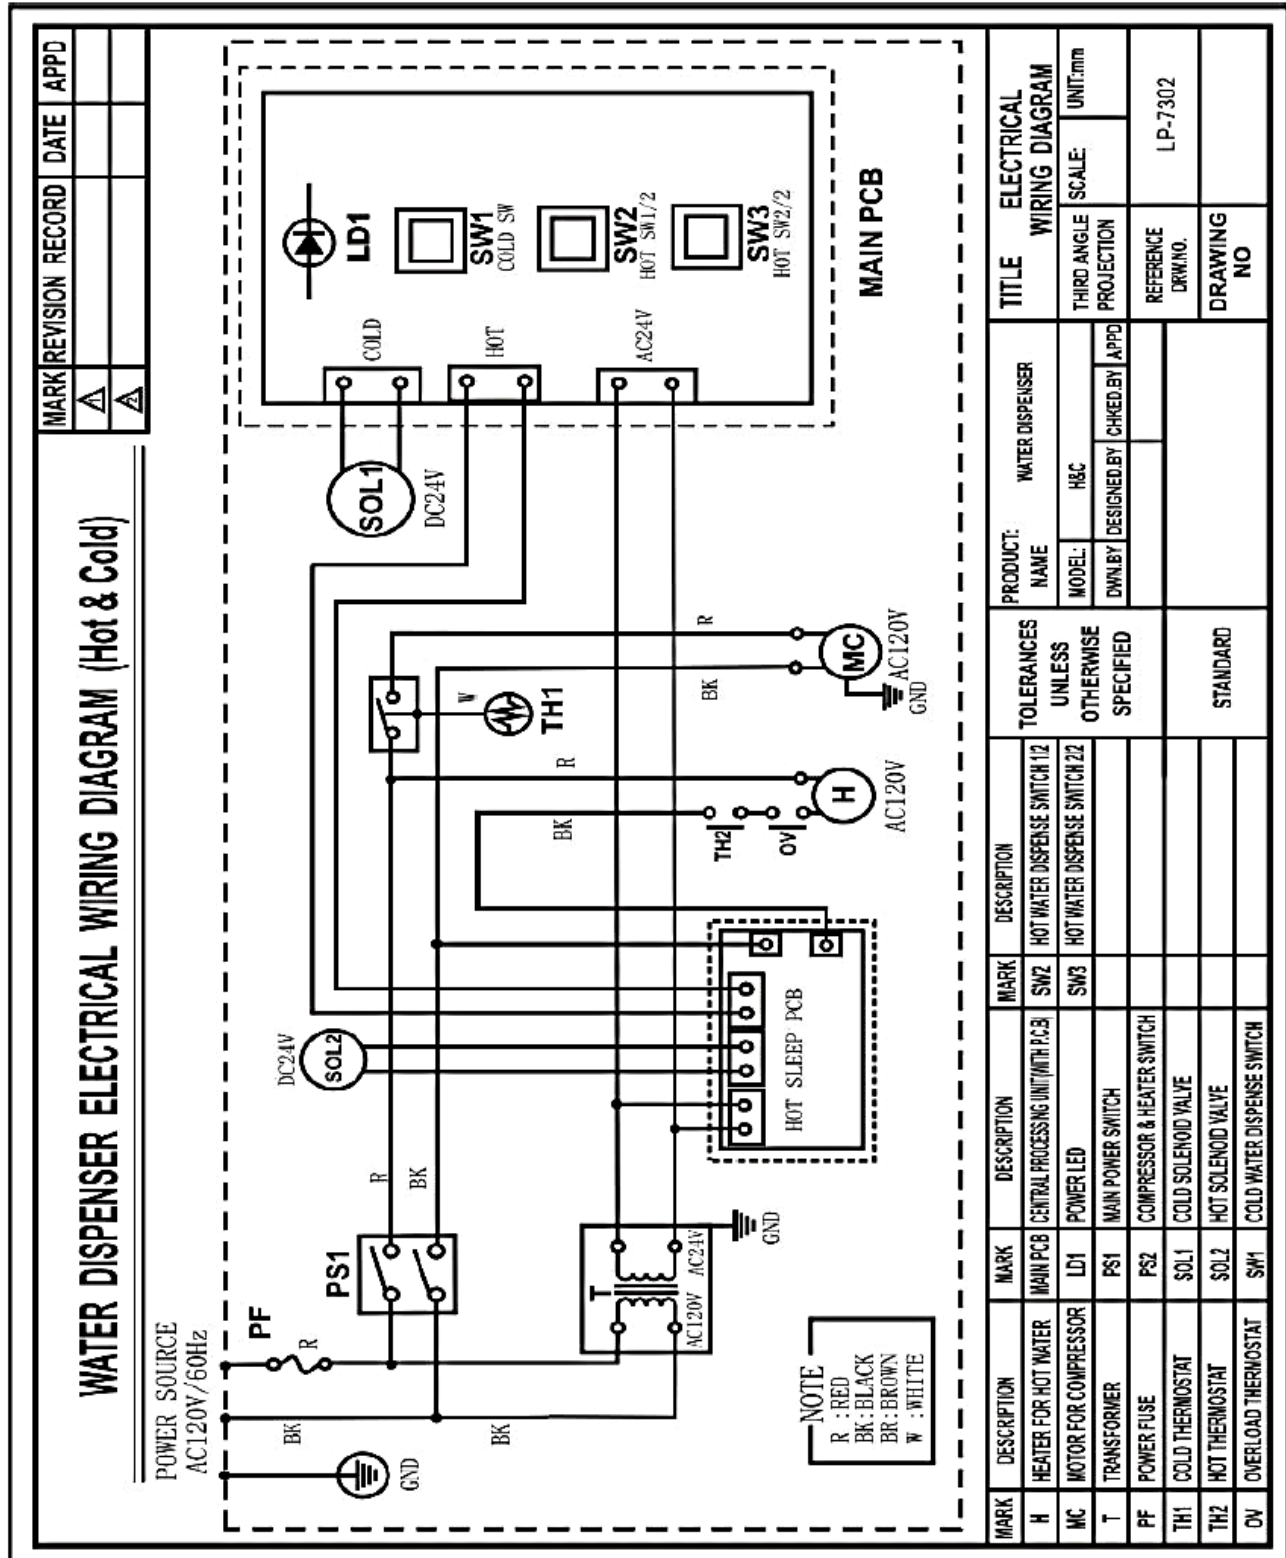 WATER DISPENSER ELECTRICAL WIRING DIAGRAM (Hot & Cold)
MARK REVISION RECORD DATE APPD
1
2
POWER SOURCE
AC120V/60Hz
PF
R
BK
GND
BK
PS1
R
BK
T
AC120V AC24V
GND
DC24V
SOL2
HOT SLEEP PCB
TH2
OV
BK
R
H
AC120V
W
TH1
BK
R
MC
AC120V
GND
SOL1
DC24V
COLD
HOT
AC24V
LD1
SW1
COLD SW
SW2
HOT SW1/2
SW3
HOT SW2/2
MAIN PCB
NOTE
R :RED
BK:BLACK
BR:BROWN
W :WHITE
MARK DESCRIPTION MARK DESCRIPTION MARK DESCRIPTION
H HEATER FOR HOT WATER MAIN PCB CENTRAL PROCESSING UNIT(WITH P.C.B) SW2 HOT WATER DISPENSE SWITCH 1/2
MC MOTOR FOR COMPRESSOR LD1 POWER LED SW3 HOT WATER DISPENSE SWITCH 2/2
T TRANSFORMER PS1 MAIN POWER SWITCH
PF POWER FUSE PS2 COMPRESSOR & HEATER SWITCH
TH1 COLD THERMOSTAT SOL1 COLD SOLENOID VALVE
TH2 HOT THERMOSTAT SOL2 HOT SOLENOID VALVE
OV OVERLOAD THERMOSTAT SW1 COLD WATER DISPENSE SWITCH
TOLERANCES
UNLESS
OTHERWISE
SPECIFIED
STANDARD
PRODUCT:
NAME
WATER DISPENSER
MODEL: H&C
DWN.BY DESIGNED.BY CHKED.BY APPD
TITLE ELECTRICAL
WIRING DIAGRAM
THIRD ANGLE
PROJECTION
SCALE: UNIT:mm
REFERENCE
DRW.NO.
LP-7302
DRAWING
NO